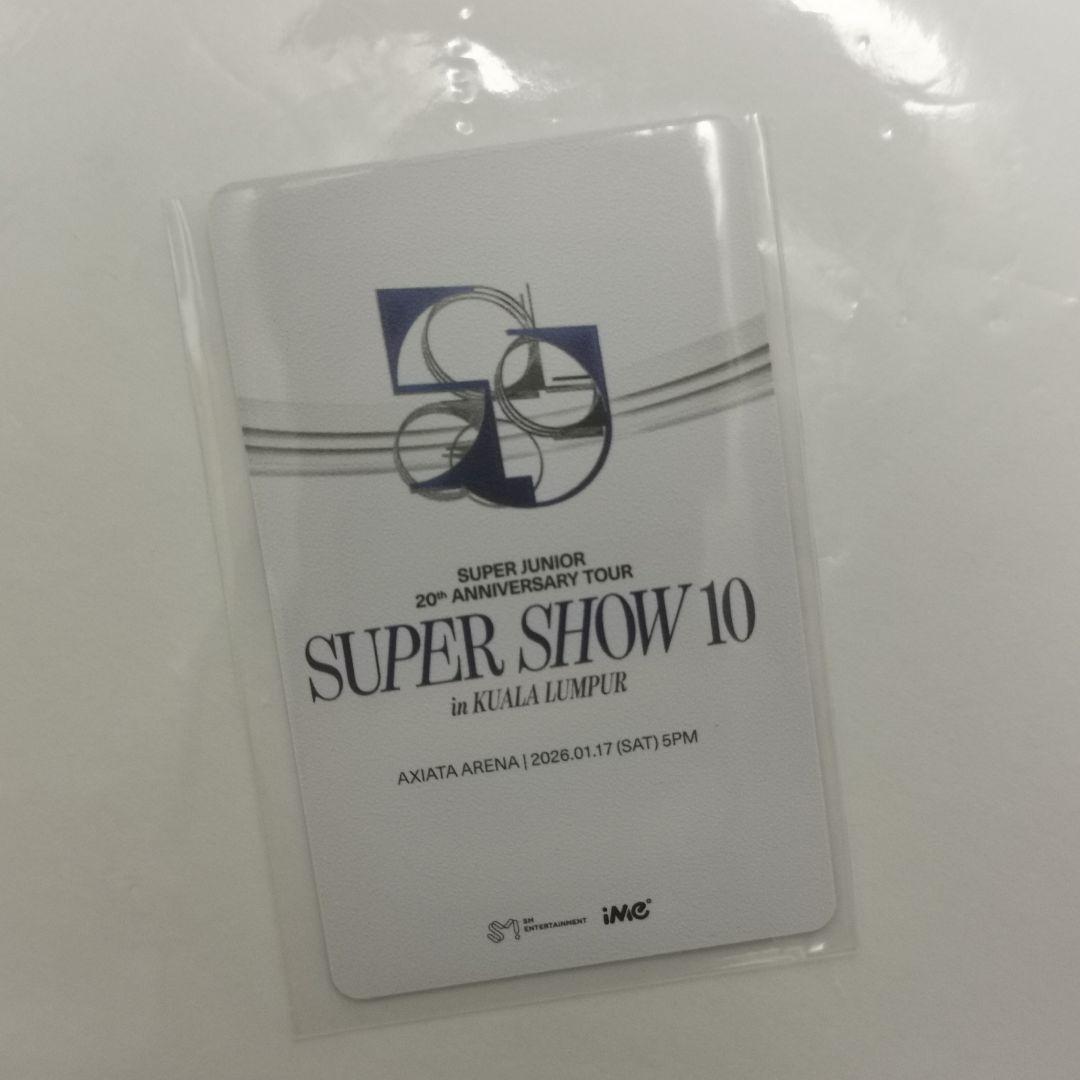 SUPER JUNIOR
20th ANNIVERSARY TOUR
SUPER SHOW 10
in KUALA LUMPUR
AXIATA ARENA | 2026.01.17 (SAT) 5PM
SM
ENTERTAINMENT
iMe